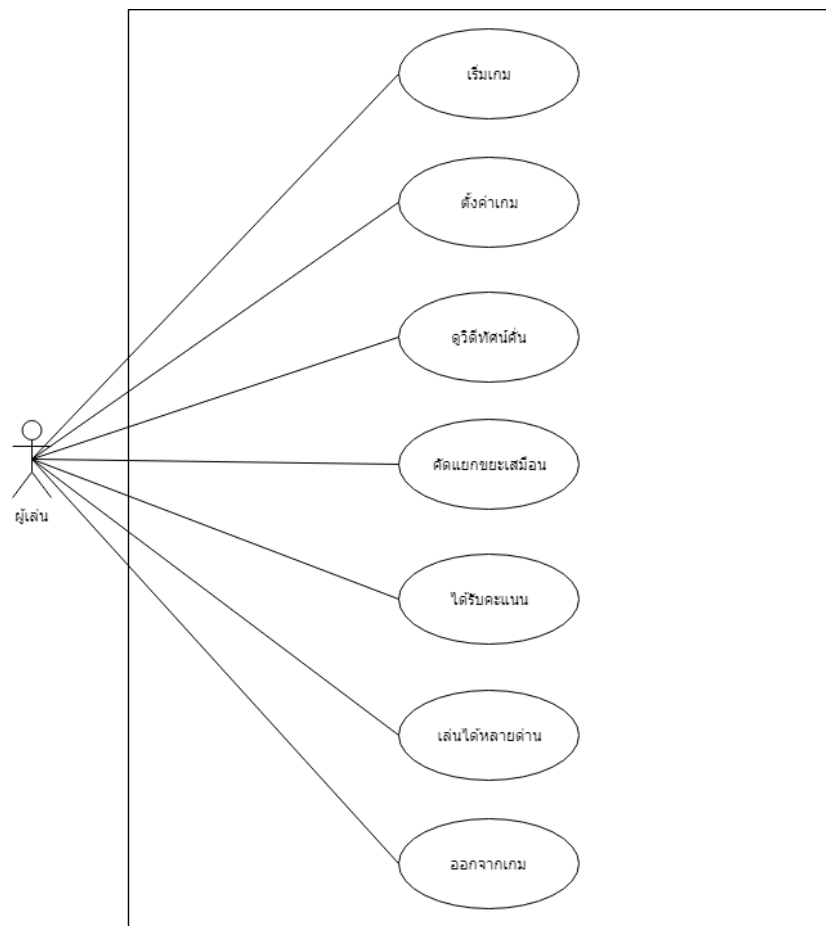 เริ่มเกม
ตั้งค่าเกม
ดูวิดีทัศน์คั่น
คัดแยกขยะเสมือน
ผู้เล่น
ได้รับคะแนน
เล่นได้หลายด่าน
ออกจากเกม